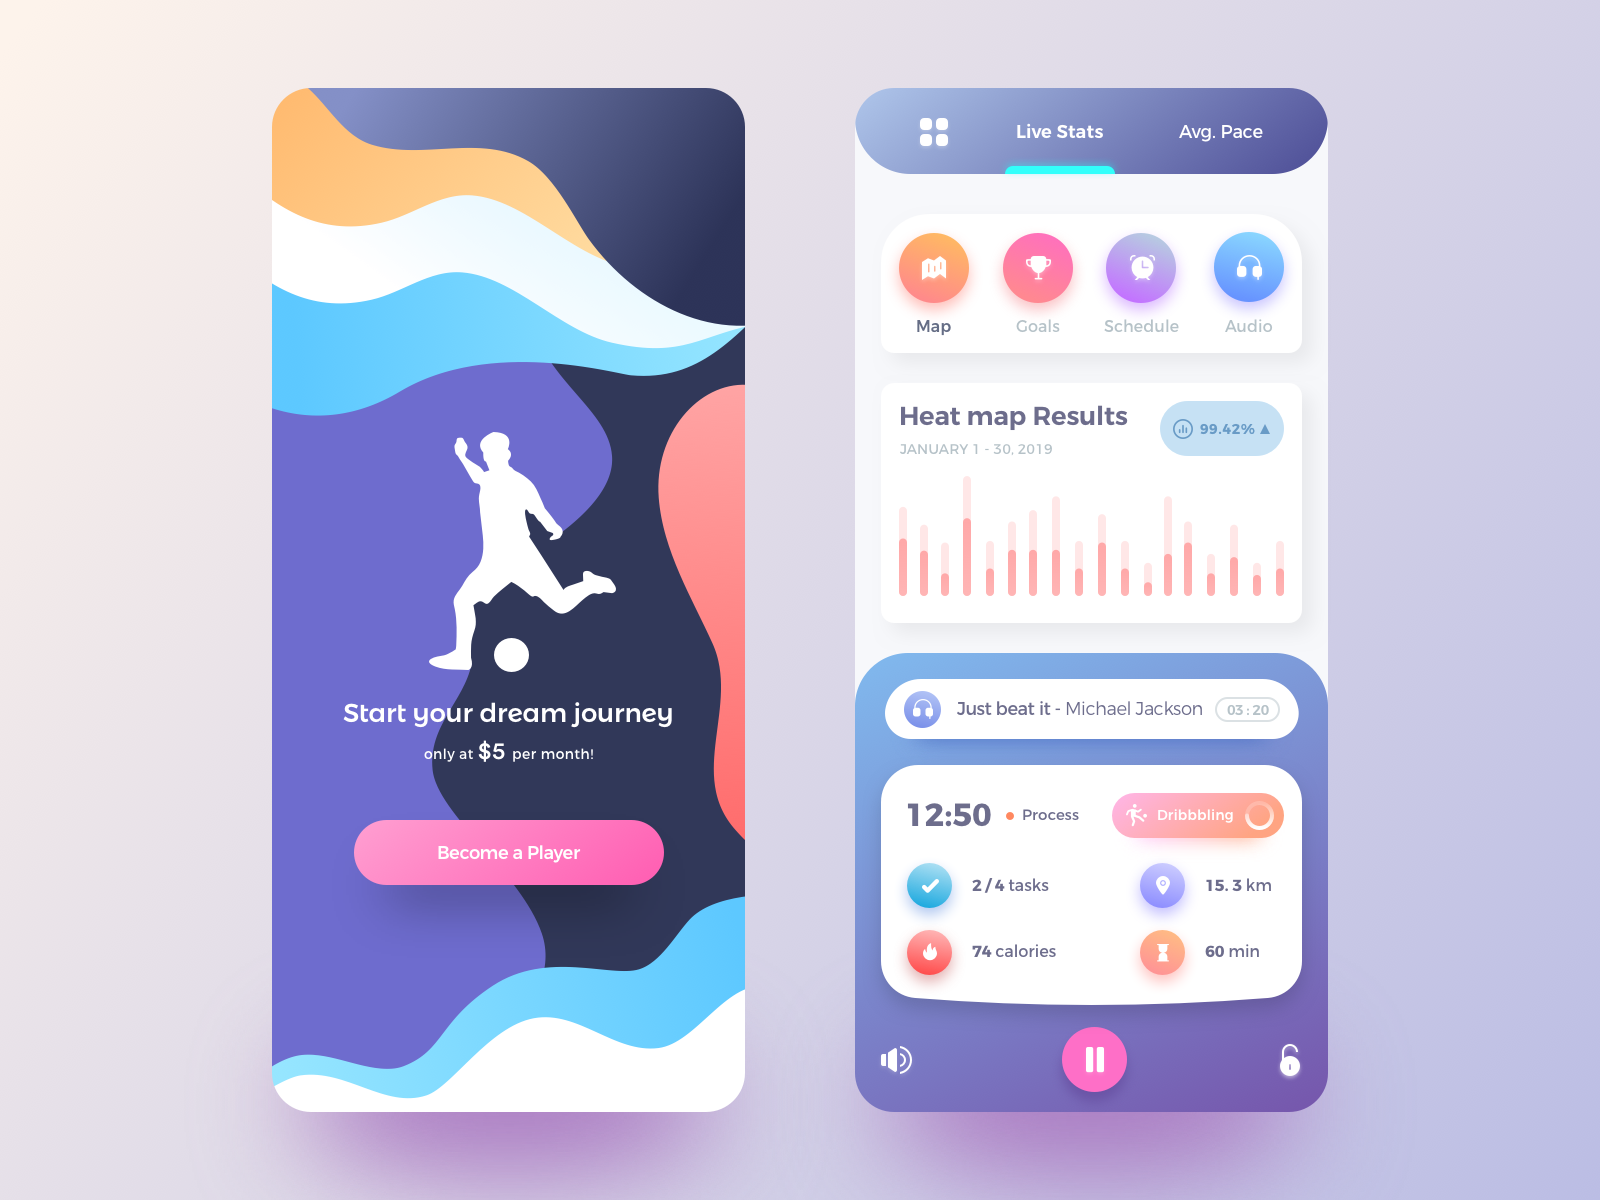 Start your dream journey
only at $5 per month!
Become a Player
Live Stats
Avg. Pace
Map
Goals
Schedule
Audio
Heat map Results
99.42% ▲
JANUARY 1 - 30, 2019
Just beat it - Michael Jackson
03 : 20
12:50
Process
Dribbbling
2 / 4 tasks
15. 3 km
74 calories
60 min